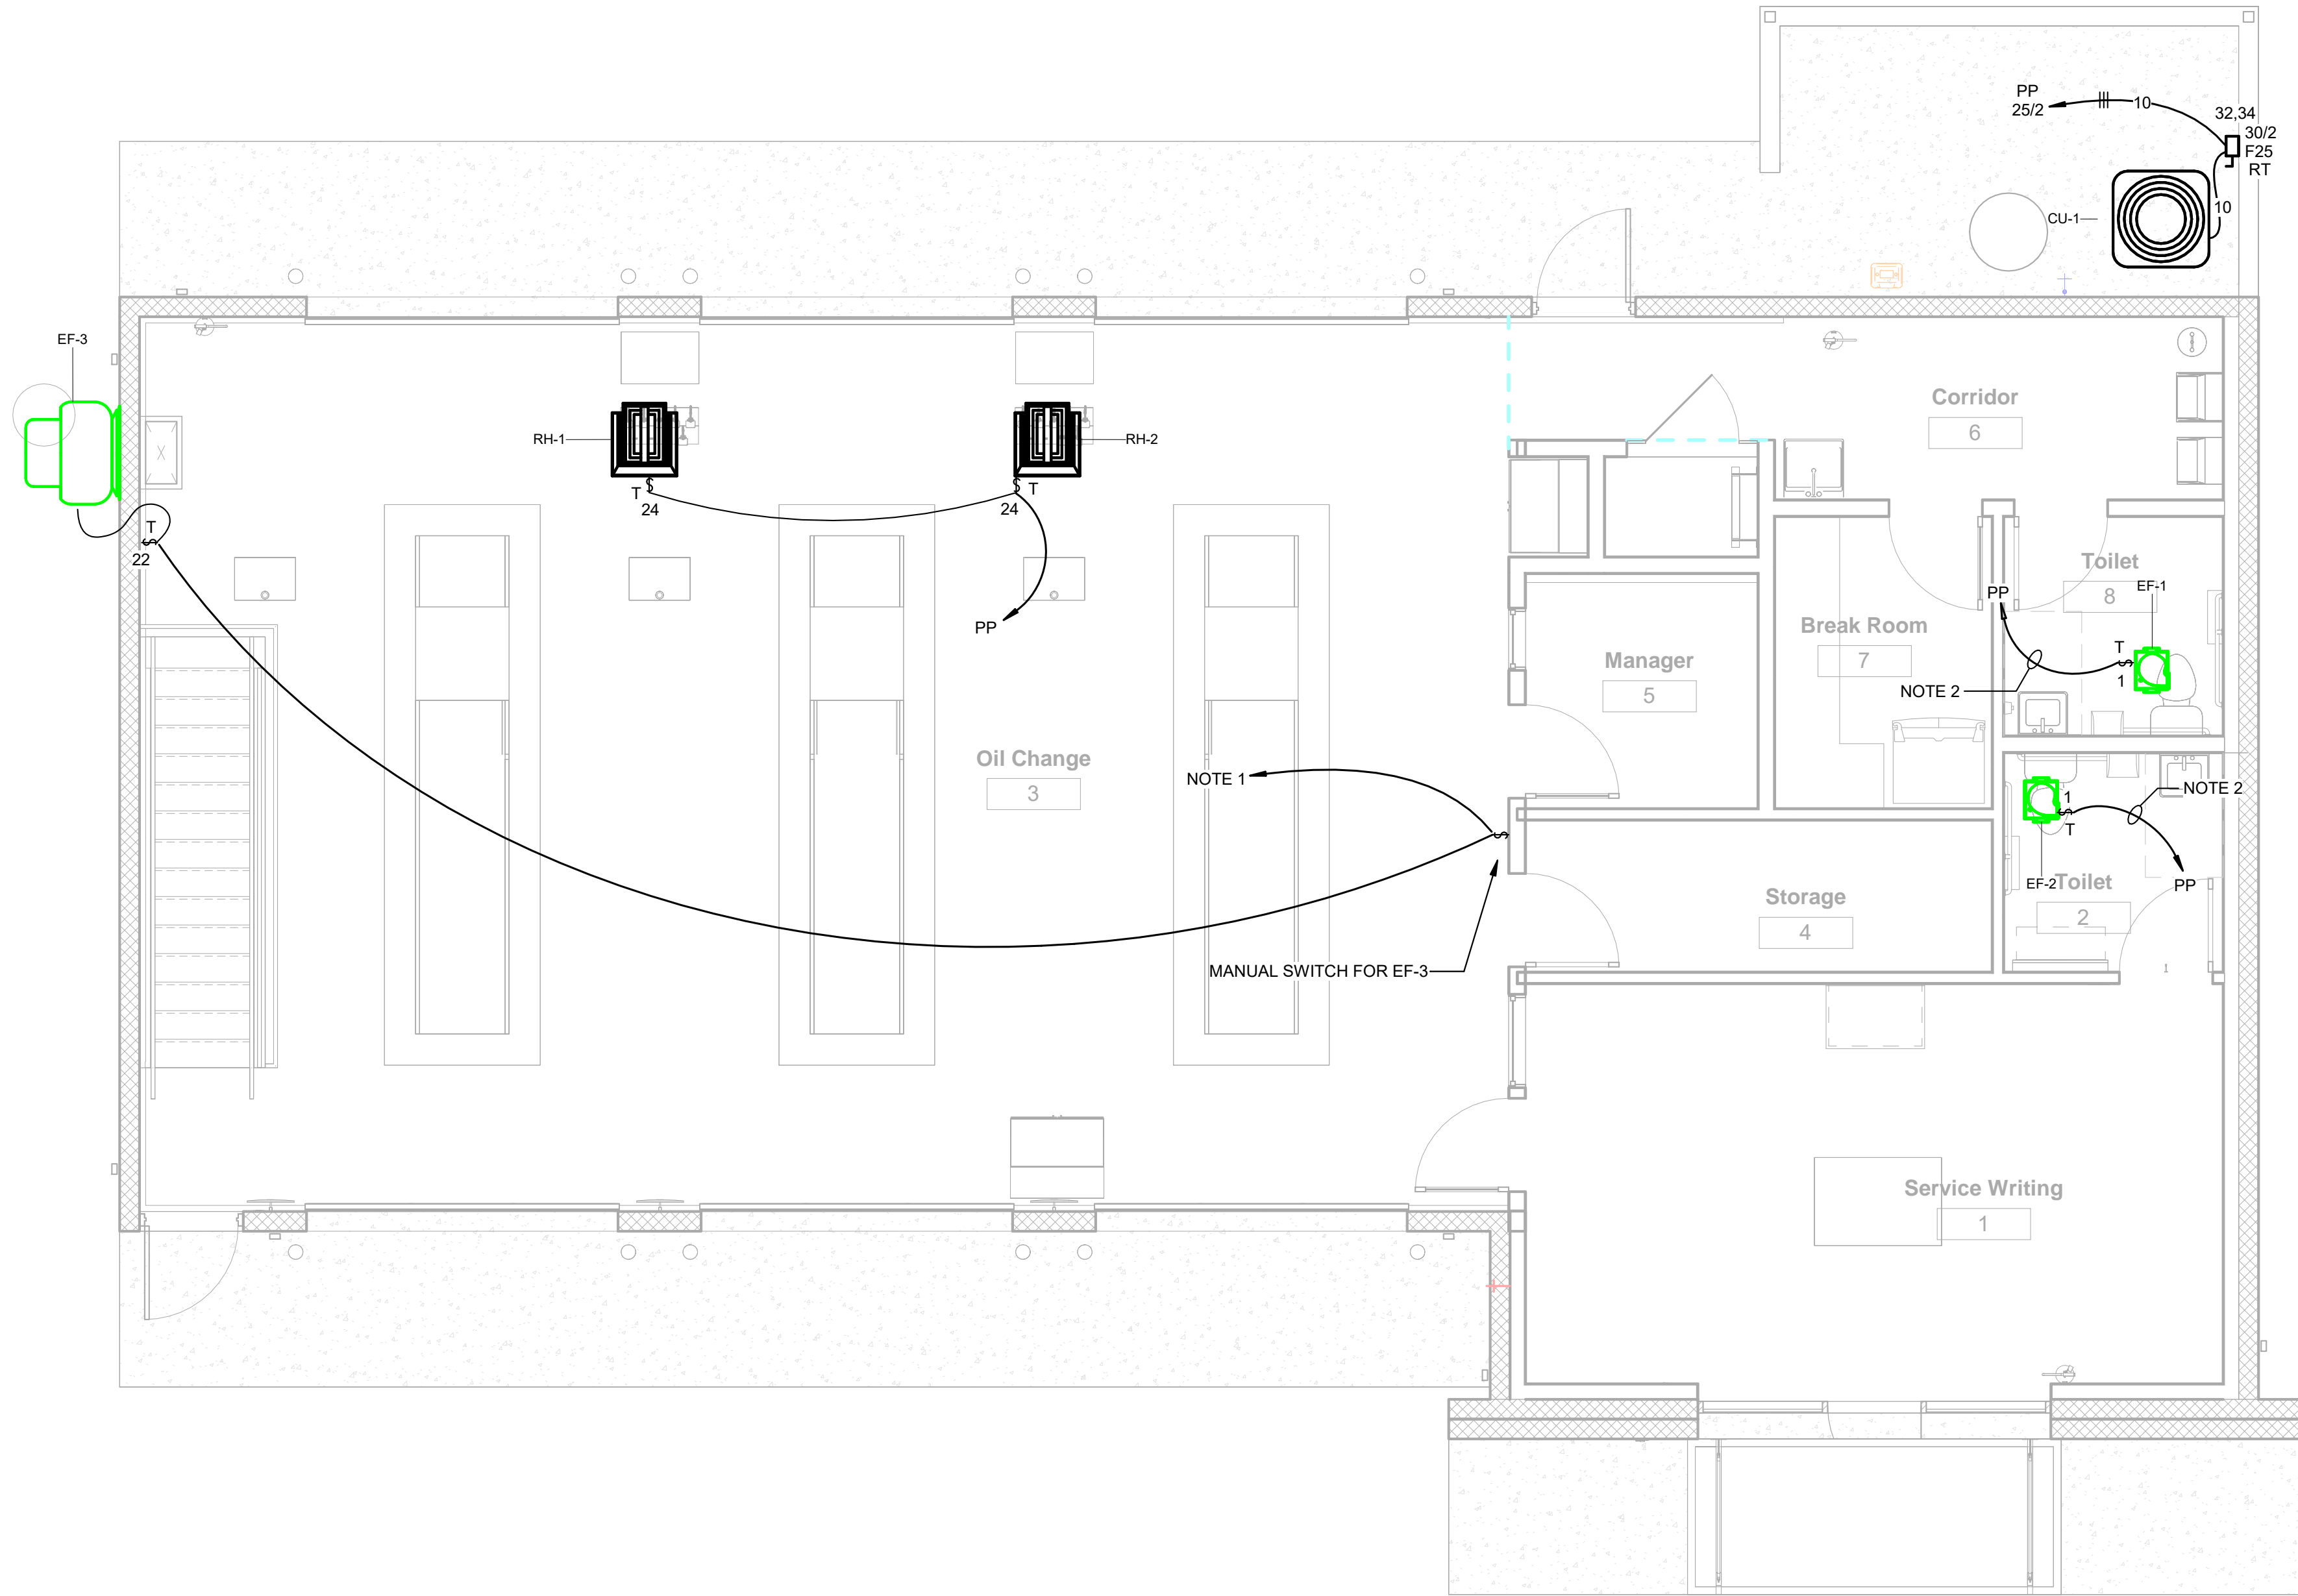 PP
25/2
10
32,34
30/2
F25
RT
10
CU-1
EF-3
RH-1
RH-2
T
24
T
24
T
22
PP
Corridor
6
Toilet
8
EF-1
PP
T
1
NOTE 2
Break Room
7
Manager
5
Oil Change
3
NOTE 1
MANUAL SWITCH FOR EF-3
Storage
4
1
T
NOTE 2
EF-2
Toilet
2
PP
Service Writing
1